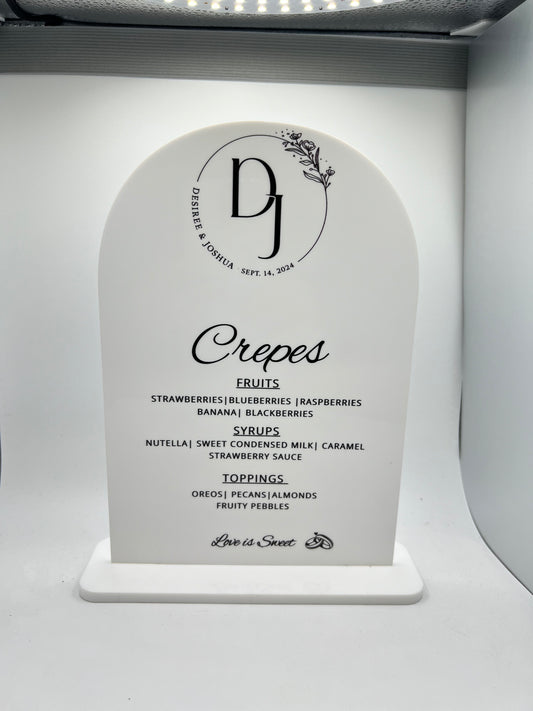 DJ
DESIREE & JOSHUA SEPT. 14, 2024
Crepes
FRUITS
STRAWBERRIES|BLUEBERRIES |RASPBERRIES
BANANA| BLACKBERRIES
SYRUPS
NUTELLA| SWEET CONDENSED MILK| CARAMEL
STRAWBERRY SAUCE
TOPPINGS
OREOS| PECANS|ALMONDS
FRUITY PEBBLES
Love is Sweet